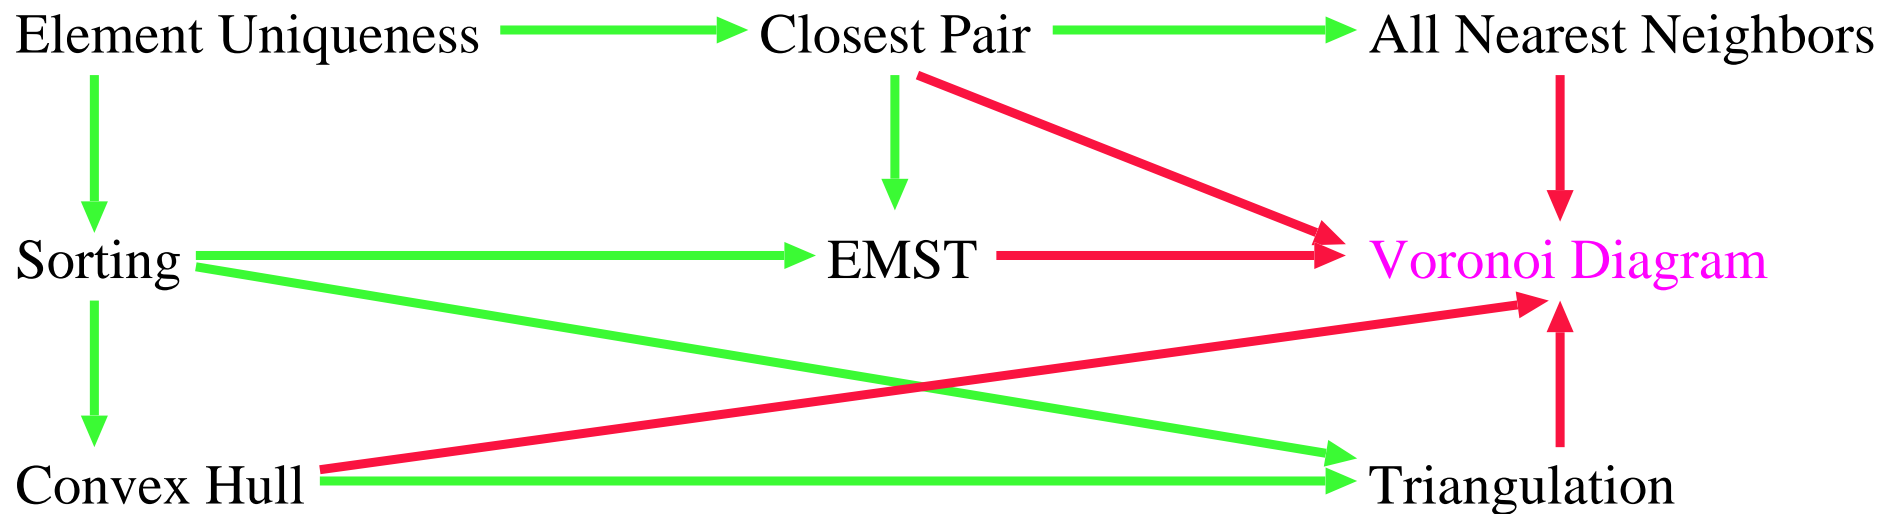 Element Uniqueness
Closest Pair
All Nearest Neighbors
Sorting
EMST
Voronoi Diagram
Convex Hull
Triangulation